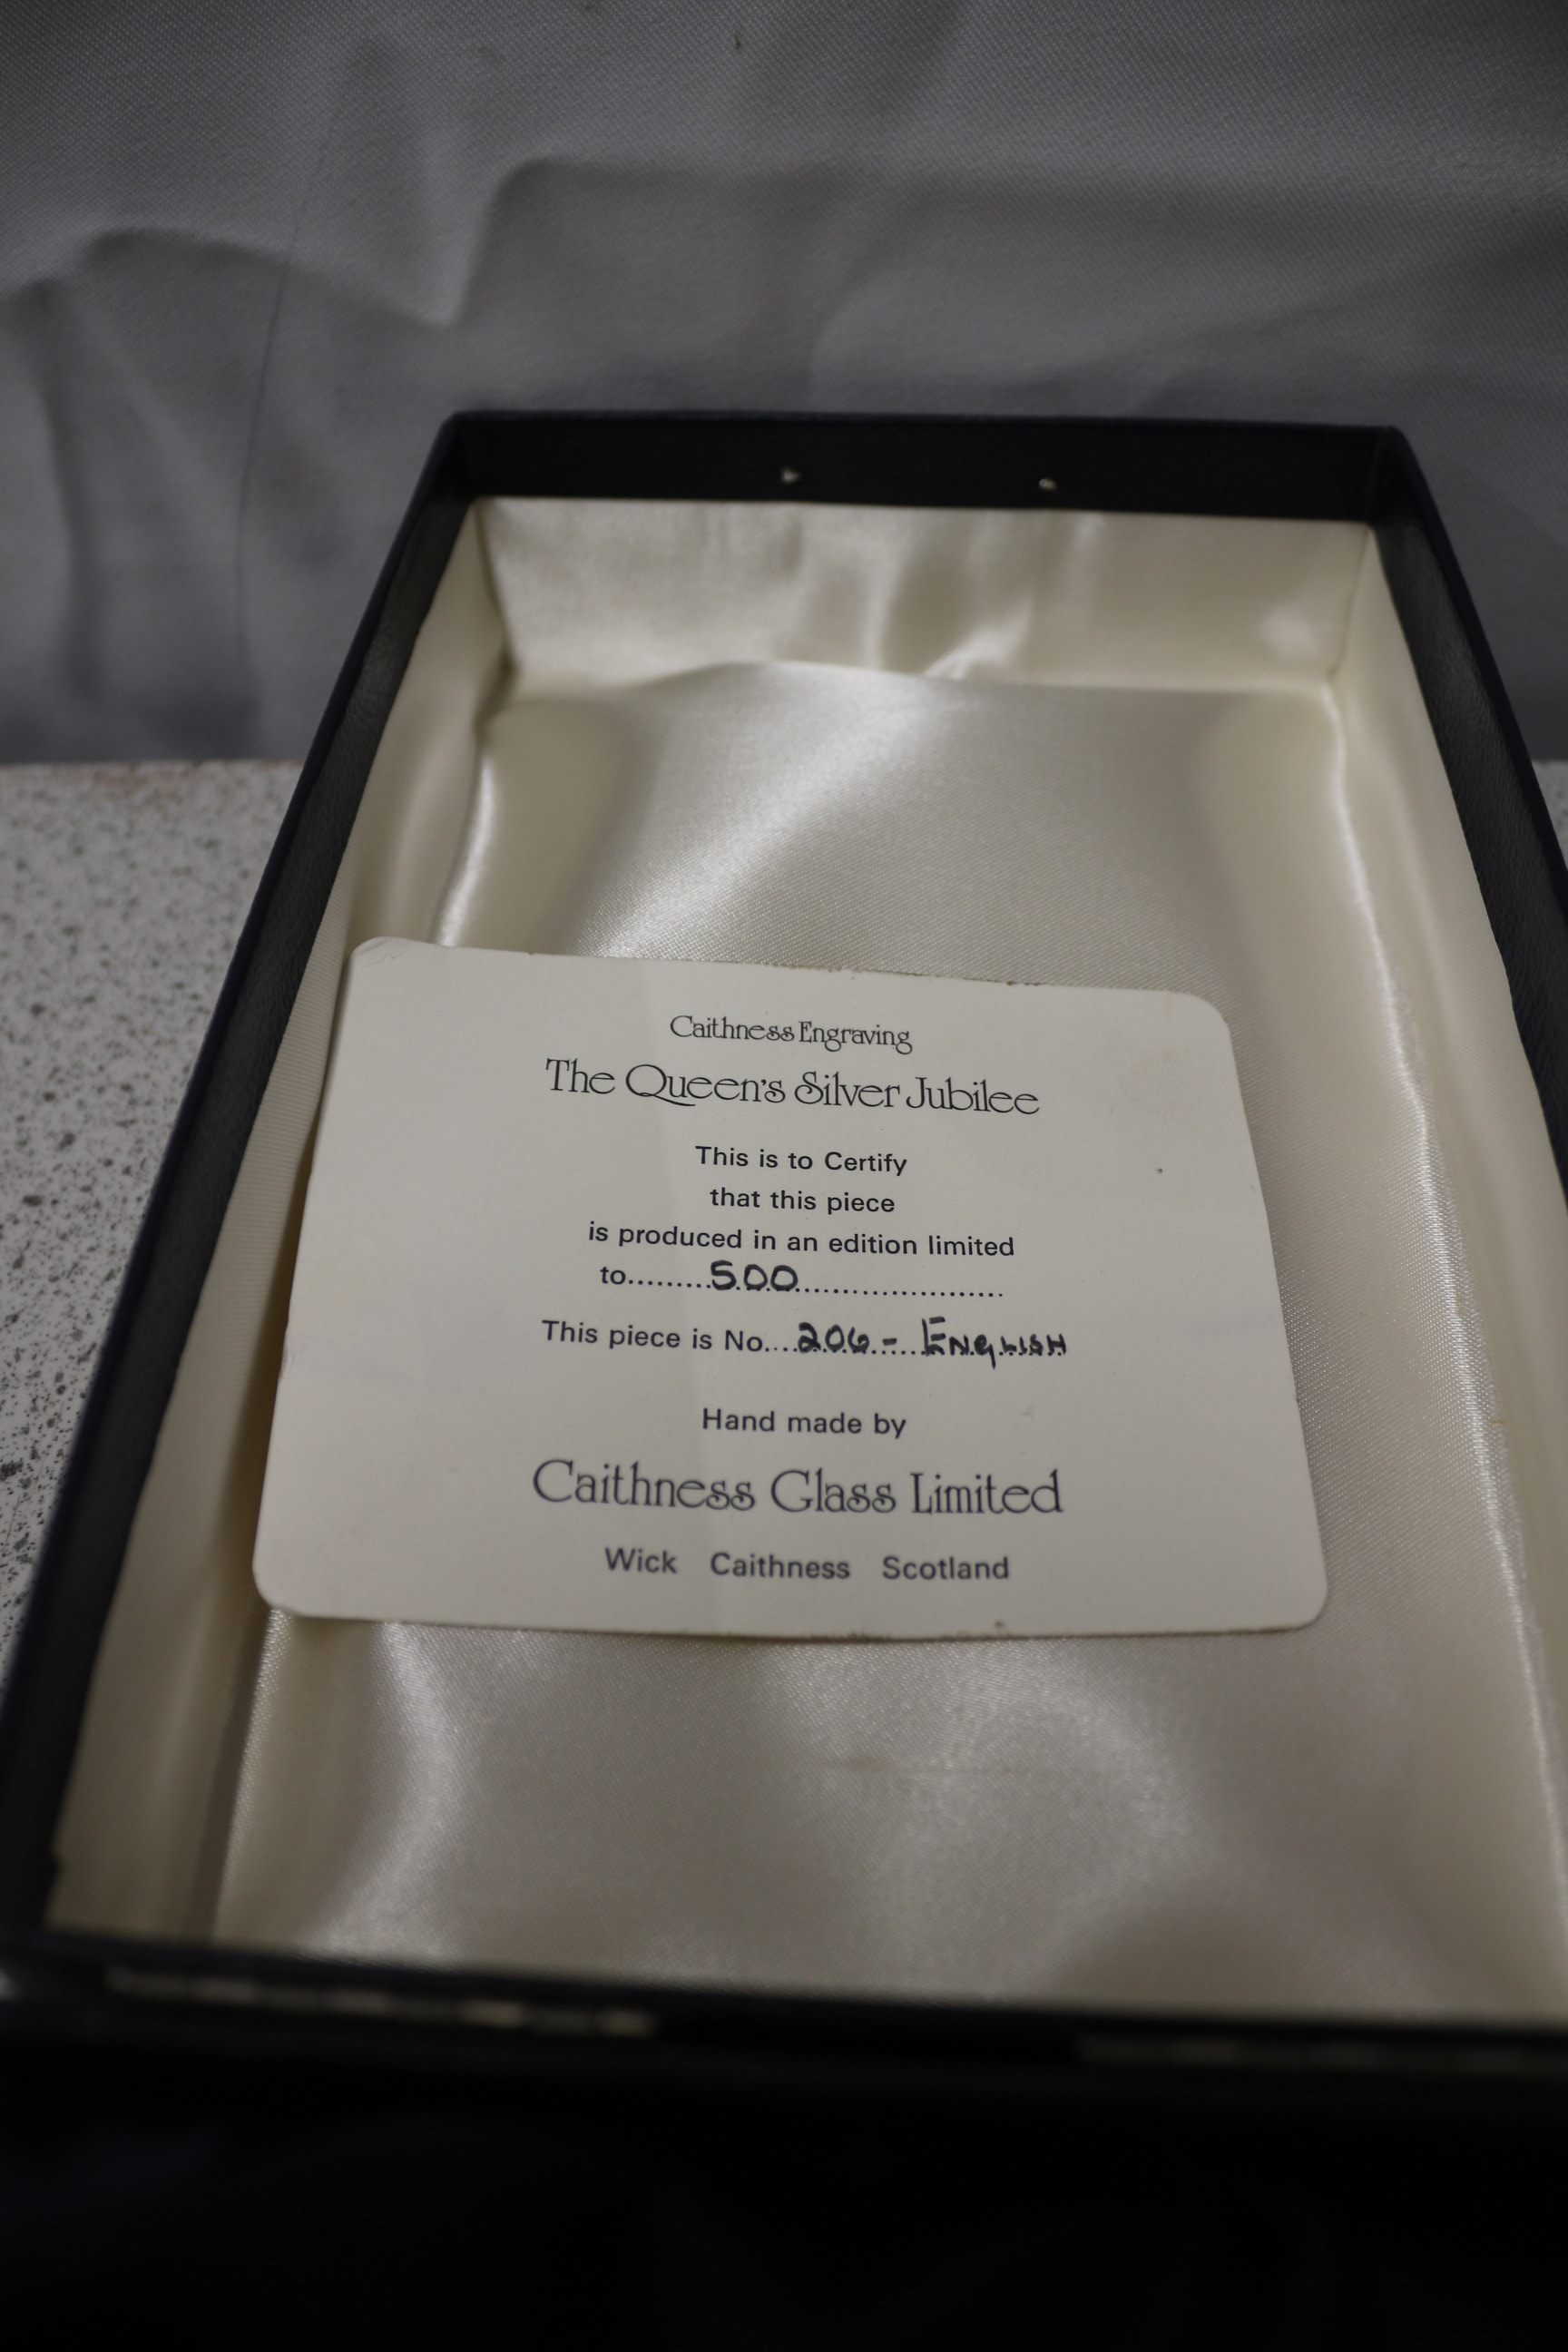 Caithness Engraving
The Queen's Silver Jubilee
This is to Certify
that this piece
is produced in an edition limited
to.........500.......................
This piece is No....206 - English
Hand made by
Caithness Glass Limited
Wick Caithness Scotland